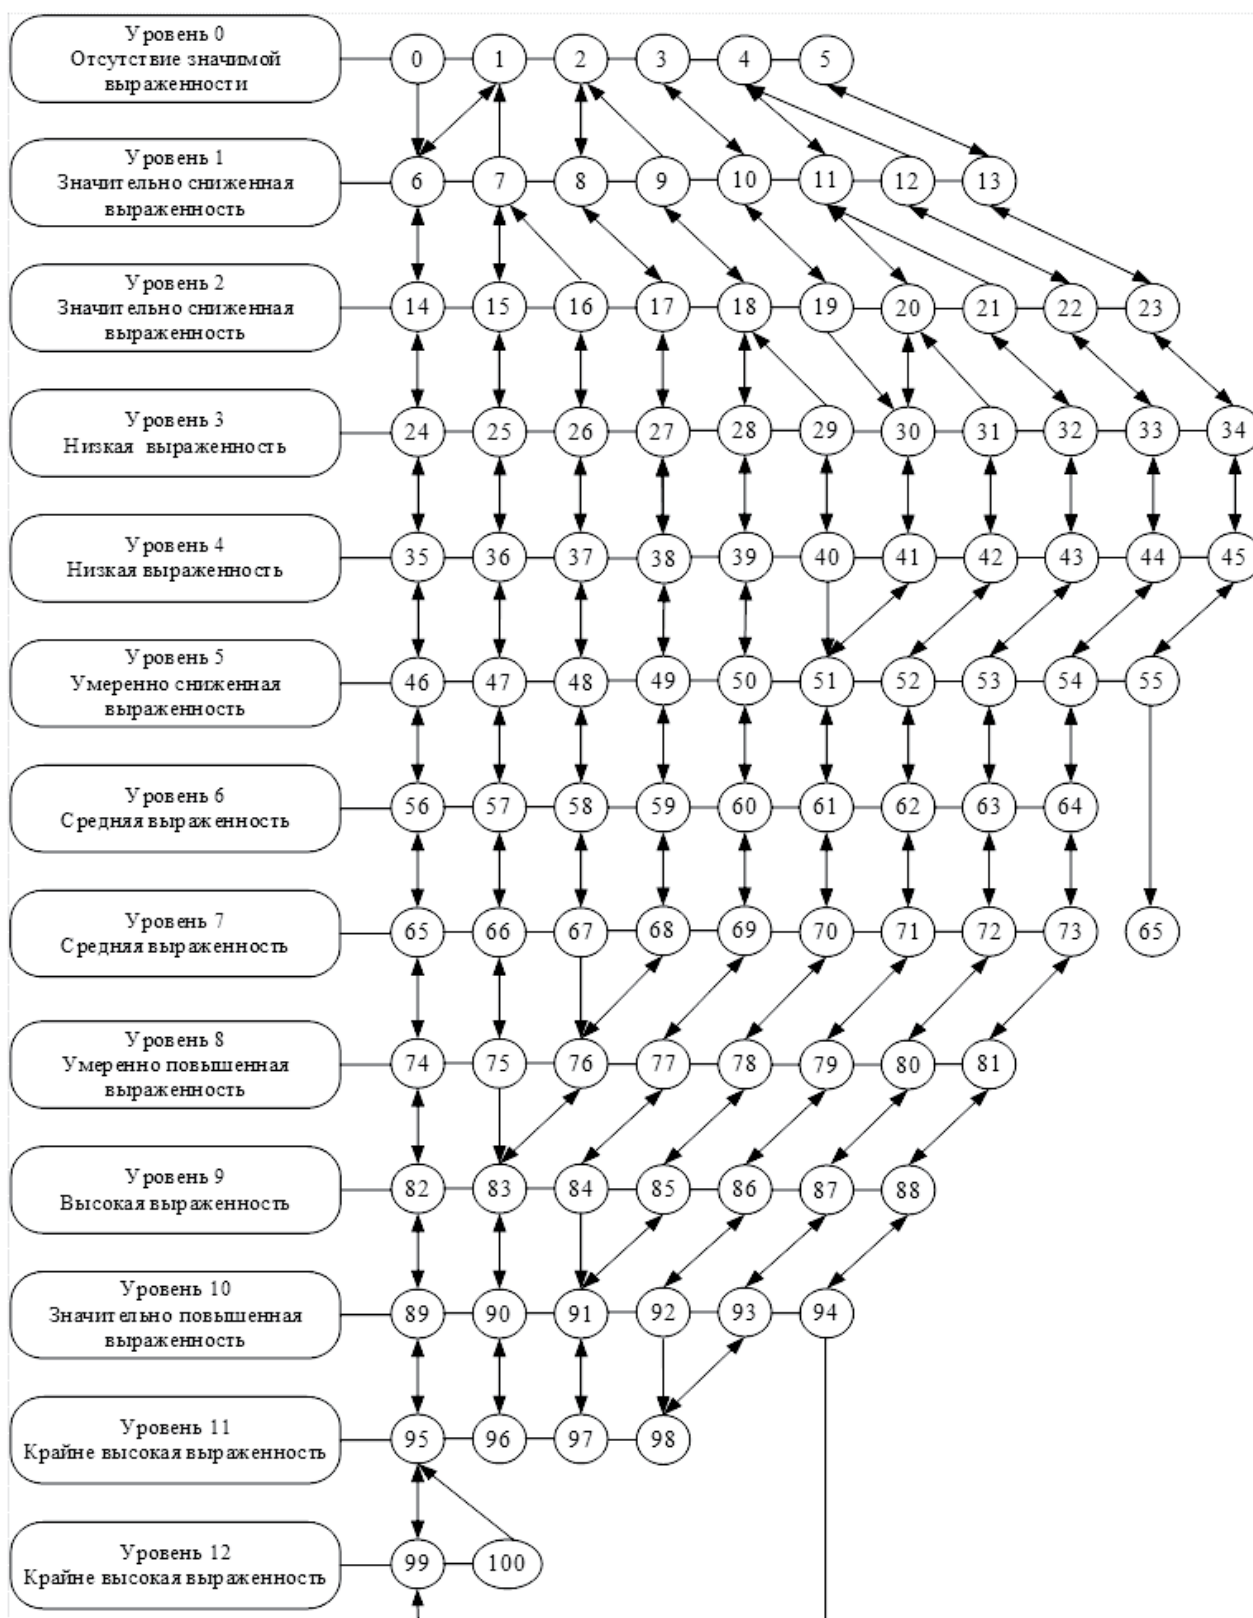 Уровень 0
Отсутствие значимой
выраженности
0 1 2 3 4 5
Уровень 1
Значительно сниженная
выраженность
6 7 8 9 10 11 12 13
Уровень 2
Значительно сниженная
выраженность
14 15 16 17 18 19 20 21 22 23
Уровень 3
Низкая выраженность
24 25 26 27 28 29 30 31 32 33 34
Уровень 4
Низкая выраженность
35 36 37 38 39 40 41 42 43 44 45
Уровень 5
Умеренно сниженная
выраженность
46 47 48 49 50 51 52 53 54 55
Уровень 6
Средняя выраженность
56 57 58 59 60 61 62 63 64
Уровень 7
Средняя выраженность
65 66 67 68 69 70 71 72 73 65
Уровень 8
Умеренно повышенная
выраженность
74 75 76 77 78 79 80 81
Уровень 9
Высокая выраженность
82 83 84 85 86 87 88
Уровень 10
Значительно повышенная
выраженность
89 90 91 92 93 94
Уровень 11
Крайне высокая выраженность
95 96 97 98
Уровень 12
Крайне высокая выраженность
99 100